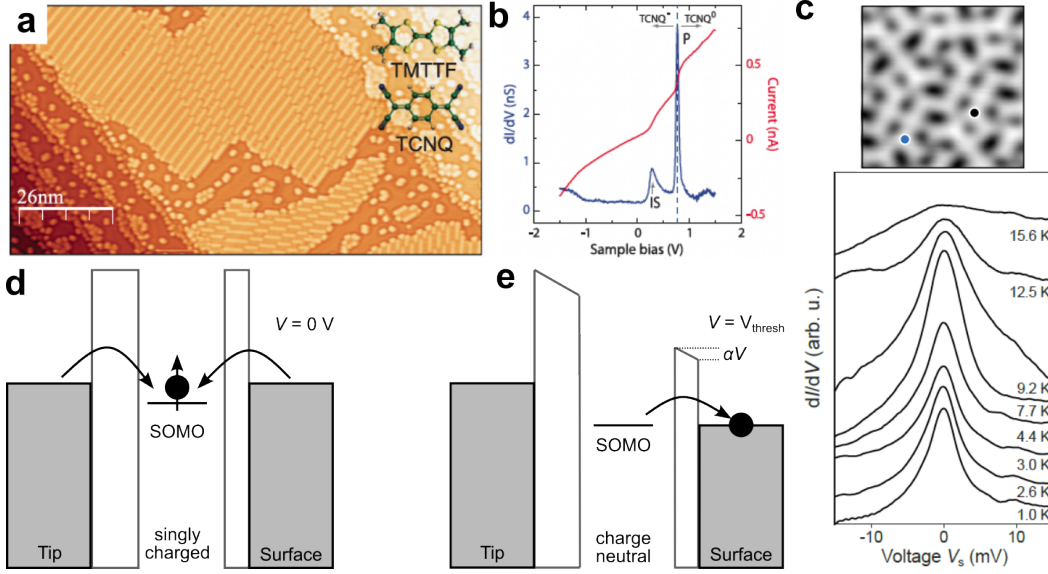 a
TMTTF
TCNQ
26nm
b
TCNQ⁻ TCNQ⁰
P
IS
4
3
2
1
0
dI/dV (nS)
0.5
0
-0.5
Current (nA)
-2 -1 0 1 2
Sample bias (V)
c
15.6 K
12.5 K
9.2 K
7.7 K
4.4 K
3.0 K
2.6 K
1.0 K
dI/dV (arb. u.)
-10 0 10
Voltage Vₛ (mV)
d
V = 0 V
SOMO
Tip
singly
charged
Surface
e
V = Vthresh
αV
SOMO
Tip
charge
neutral
Surface